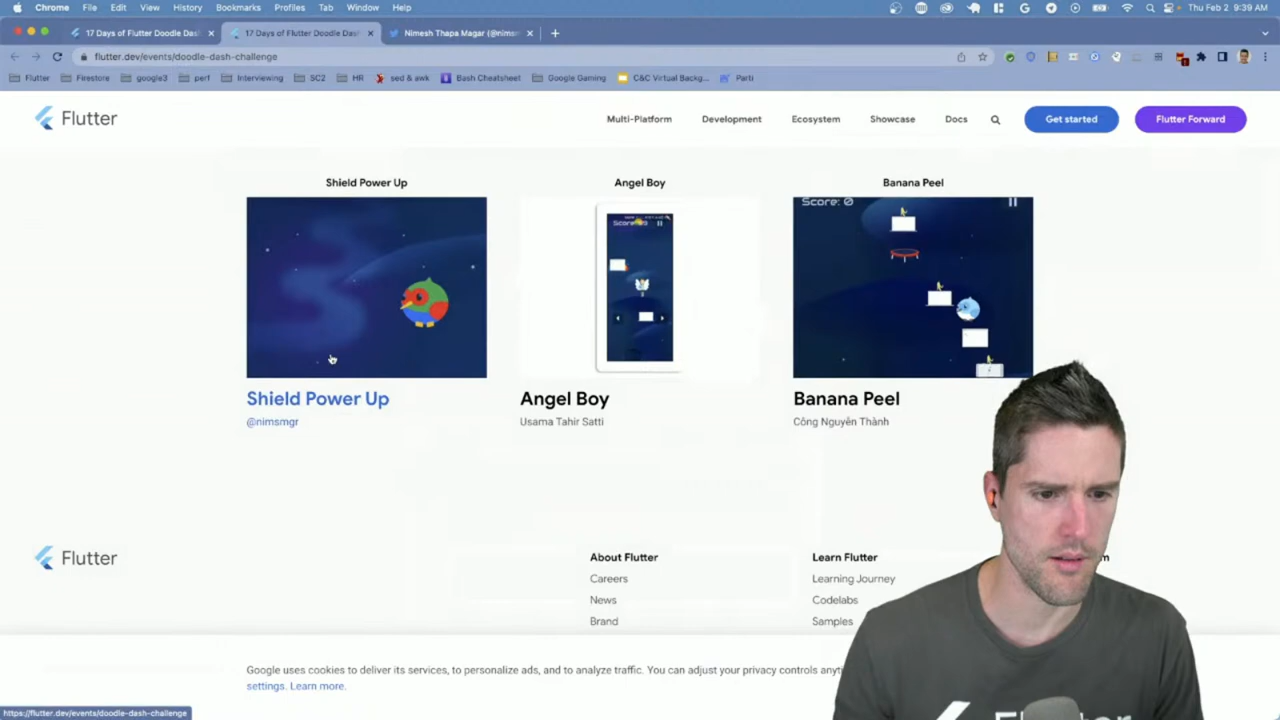 Chrome File Edit View History Bookmarks Profiles Tab Window Help Thu Feb 2 9:39 AM
17 Days of Flutter Doodle Das 17 Days of Flutter Doodle Dash Nimesh Thapa Magar (@nims
flutter.dev/events/doodle-dash-challenge
Flutter Firestore google3 perf Interviewing SC2 HR sed & awk Bash Cheatsheet Google Gaming C&C Virtual Backg... Parti
Flutter Multi-Platform Development Ecosystem Showcase Docs Get started Flutter Forward
Shield Power Up Angel Boy Banana Peel
Score: 0
Shield Power Up Angel Boy Banana Peel
@nimsmgr Usama Tahir Satti Công Nguyên Thành
Flutter About Flutter Learn Flutter
Careers Learning Journey
News Codelabs
Brand Samples
Google uses cookies to deliver its services, to personalize ads, and to analyze traffic. You can adjust your privacy controls
settings. Learn more.
https://flutter.dev/events/doodle-dash-challenge